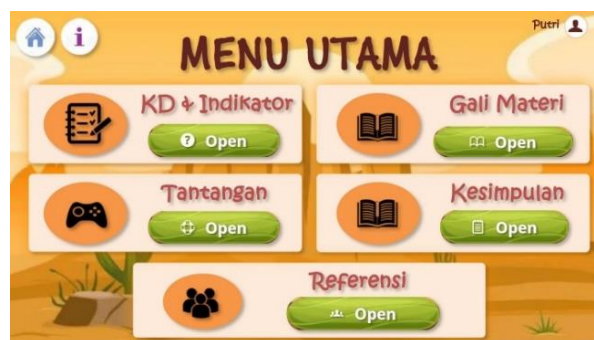 i
Putri
MENU UTAMA
KD & Indikator
Open
Gali Materi
Open
Tantangan
Open
Kesimpulan
Open
Referensi
Open